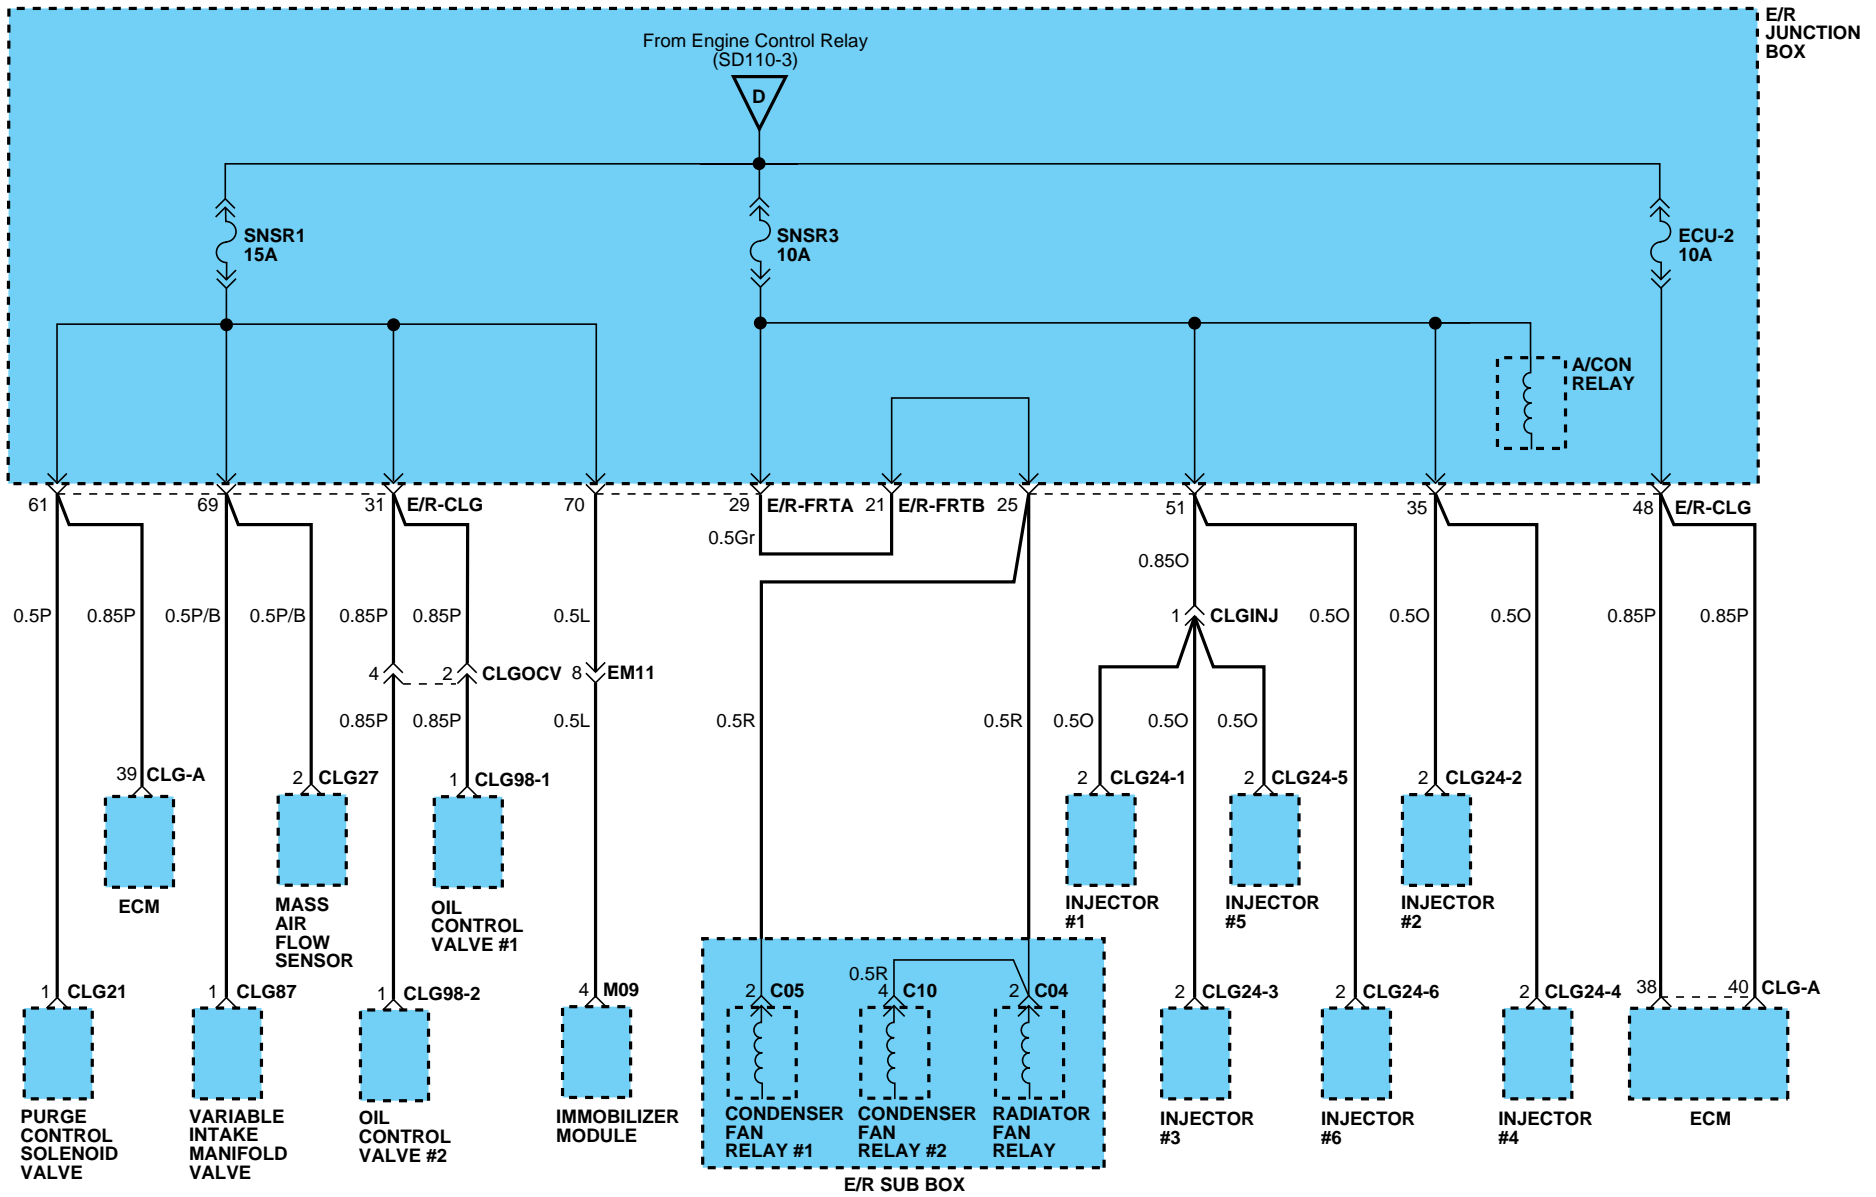 E/R
JUNCTION
BOX
From Engine Control Relay
(SD110-3)
D
SNSR1
15A
SNSR3
10A
ECU-2
10A
A/CON
RELAY
61
69
31
E/R-CLG
70
29
E/R-FRTA
21
E/R-FRTB
25
51
35
48
E/R-CLG
0.5Gr
0.85O
0.5P
0.85P
0.5P/B
0.5P/B
0.85P
0.85P
0.5L
1
CLGINJ
0.5O
0.5O
0.5O
0.85P
0.85P
4
2
CLGOCV
8
EM11
0.85P
0.85P
0.5L
0.5R
0.5R
0.5O
0.5O
0.5O
39
CLG-A
2
CLG27
1
CLG98-1
2
CLG24-1
2
CLG24-5
2
CLG24-2
ECM
MASS
AIR
FLOW
SENSOR
OIL
CONTROL
VALVE #1
INJECTOR
#1
INJECTOR
#5
INJECTOR
#2
1
CLG21
1
CLG87
1
CLG98-2
4
M09
0.5R
2
C05
4
C10
2
C04
2
CLG24-3
2
CLG24-6
2
CLG24-4
38
40
CLG-A
PURGE
CONTROL
SOLENOID
VALVE
VARIABLE
INTAKE
MANIFOLD
VALVE
OIL
CONTROL
VALVE #2
IMMOBILIZER
MODULE
CONDENSER
FAN
RELAY #1
CONDENSER
FAN
RELAY #2
RADIATOR
FAN
RELAY
INJECTOR
#3
INJECTOR
#6
INJECTOR
#4
ECM
E/R SUB BOX